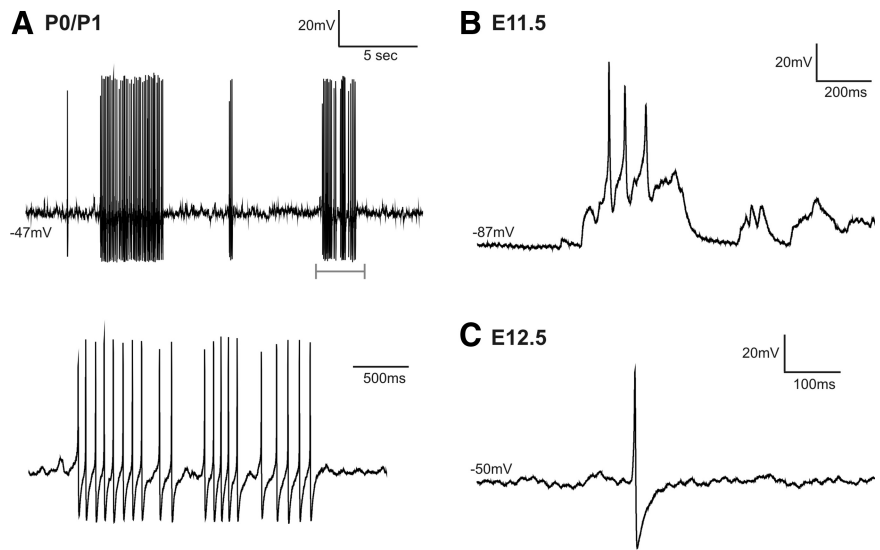 A P0/P1
20mV
5 sec
-47mV
500ms
B E11.5
20mV
200ms
-87mV
C E12.5
20mV
100ms
-50mV